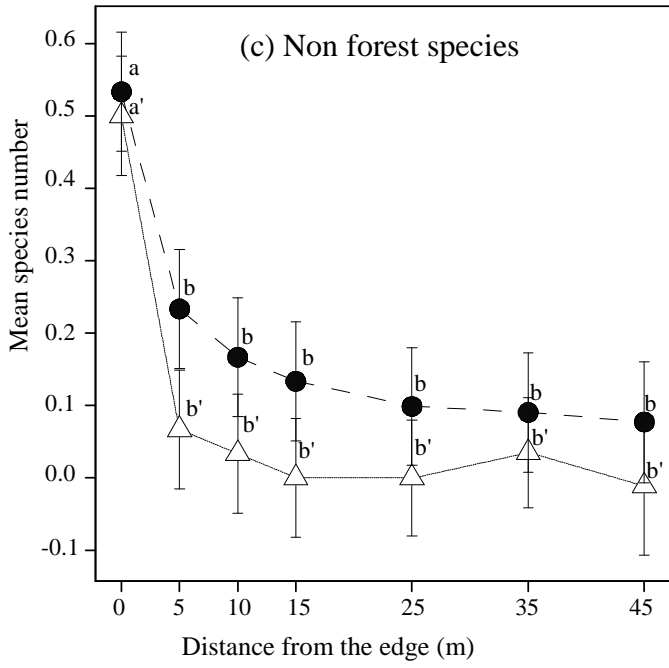 (c) Non forest species
Mean species number
0.6
0.5
0.4
0.3
0.2
0.1
0.0
-0.1
a
a'
b
b
b
b
b
b
b'
b'
b'
b'
b'
b'
0 5 10 15 25 35 45
Distance from the edge (m)